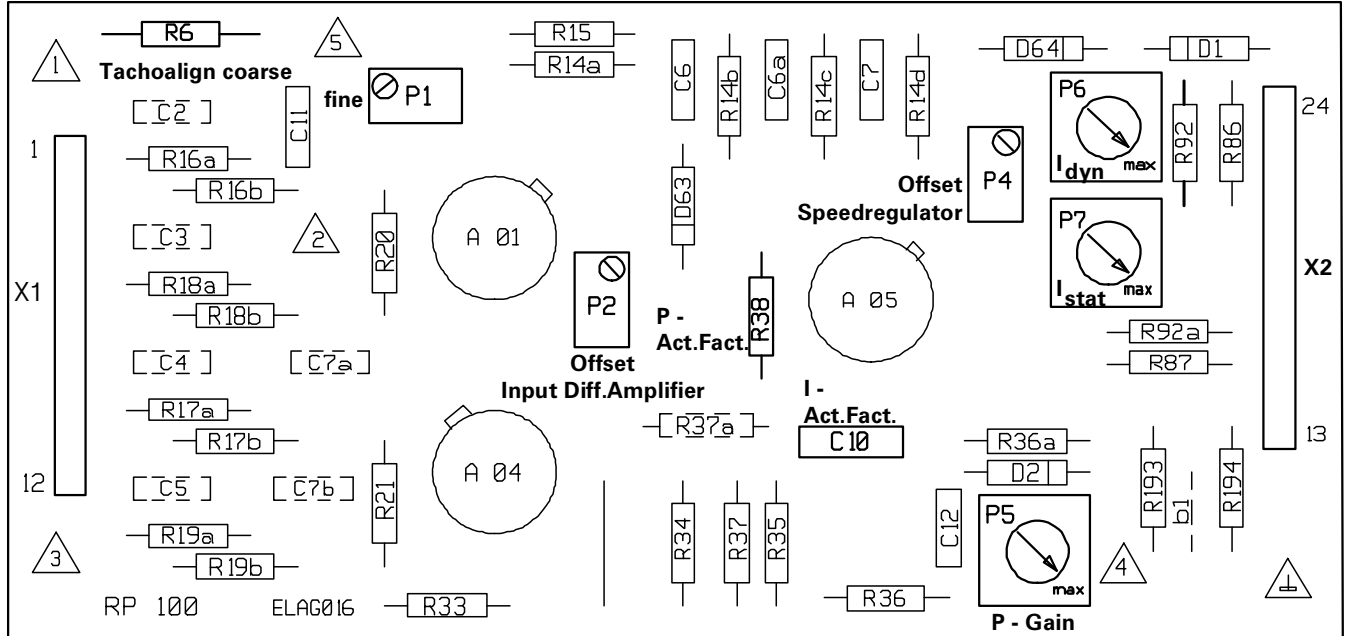 R6
5
R15
1
Tachoalign coarse
R14a
C6
R14b
C6a
R14c
C7
R14d
D64
D1
fine
P1
P6
C2
C11
24
1
R16a
R16b
I dyn
max
R92
R86
D63
Offset
Speedregulator
P4
C3
2
R20
A 01
P7
X1
R18a
R18b
P2
A 05
I stat
max
X2
P -
Act.Fact.
R38
R92a
C4
C7a
Offset
Input Diff.Amplifier
R87
I -
Act.Fact.
R17a
R17b
R37a
C10
R36a
13
12
C5
C7b
R21
A 04
D2
R193
b1
R194
R19a
R19b
R34
R37
R35
C12
P5
max
3
4
RP 100
ELAG016
R33
R36
P - Gain